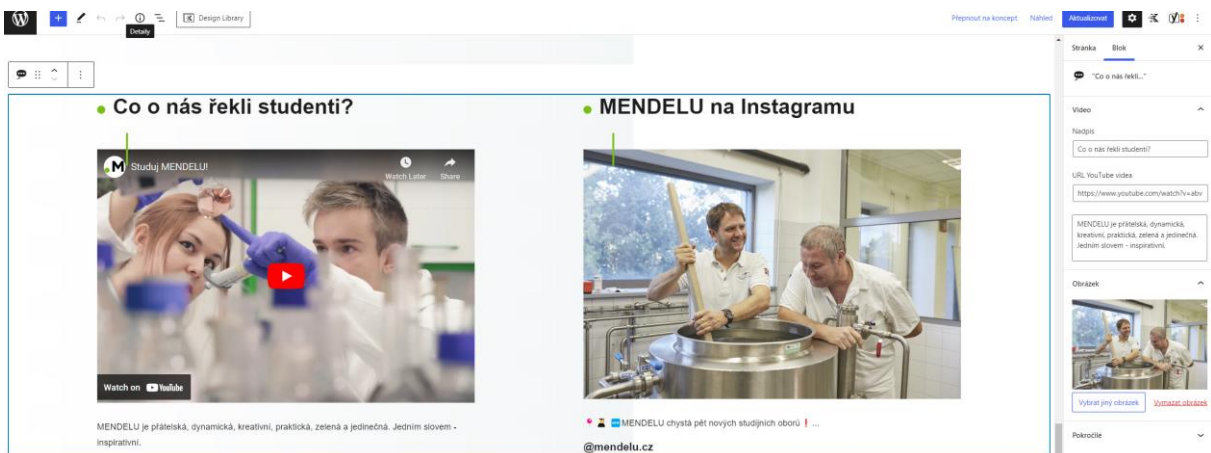 Design Library
Přepnout na koncept
Náhled
Aktualizovat
Detaily
Stránka
Blok
"Co o nás řekli..."
Video
Nadpis
Co o nás řekli studenti?
URL YouTube videa
https://www.youtube.com/watch?v=abv
MENDELU je přátelská, dynamická,
kreativní, praktická, zelená a jedinečná.
Jedním slovem - inspirativní.
Obrázek
Vybrat jiný obrázek
Vymazat obrázek
Pokročilé
Co o nás řekli studenti?
Studuj MENDELU!
Watch Later
Share
Watch on YouTube
MENDELU je přátelská, dynamická, kreativní, praktická, zelená a jedinečná. Jedním slovem -
inspirativní.
MENDELU na Instagramu
MENDELU chystá pět nových studijních oborů❗...
@mendelu.cz